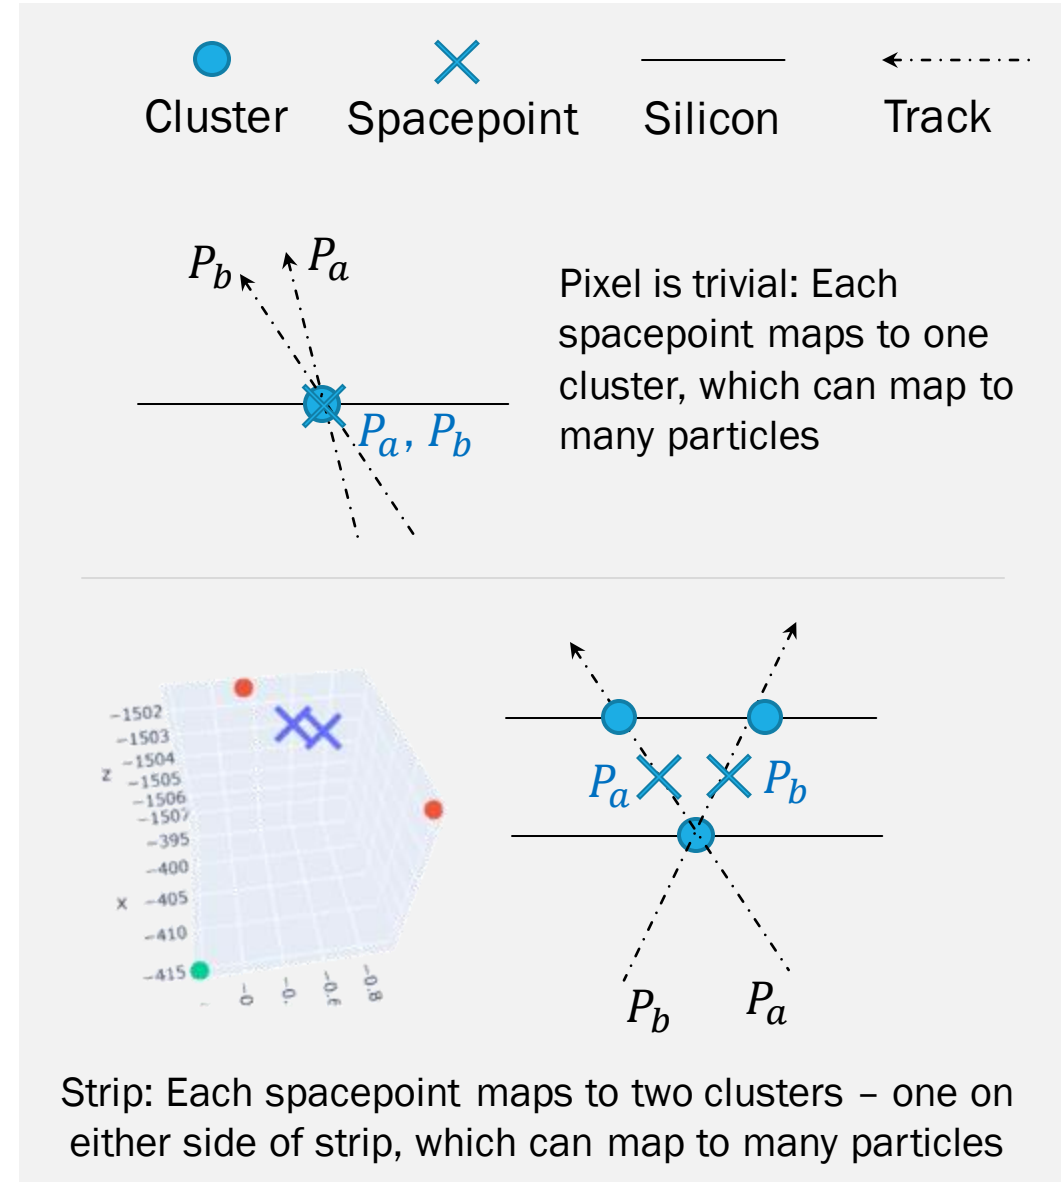 Cluster Spacepoint Silicon Track
P_b P_a
Pixel is trivial: Each
spacepoint maps to one
cluster, which can map to
many particles
P_a, P_b
−1502
−1503
−1504
z −1505
−1506
−1507
−395
−400
x −405
−410
−415
−0.8
P_a P_b
P_b P_a
Strip: Each spacepoint maps to two clusters – one on
either side of strip, which can map to many particles